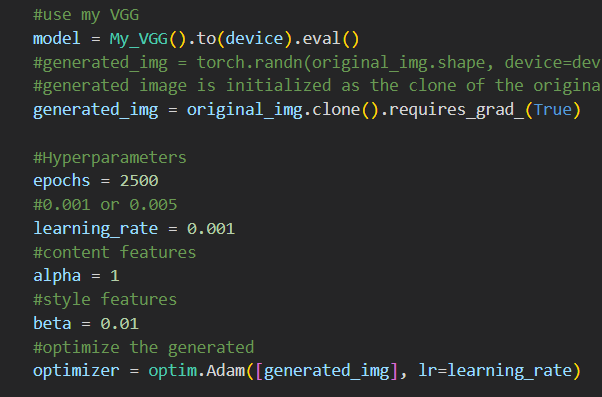 #use my VGG
model = My_VGG().to(device).eval()
#generated_img = torch.randn(original_img.shape, device=dev
#generated image is initialized as the clone of the origina
generated_img = original_img.clone().requires_grad_(True)
#Hyperparameters
epochs = 2500
#0.001 or 0.005
learning_rate = 0.001
#content features
alpha = 1
#style features
beta = 0.01
#optimize the generated
optimizer = optim.Adam([generated_img], lr=learning_rate)